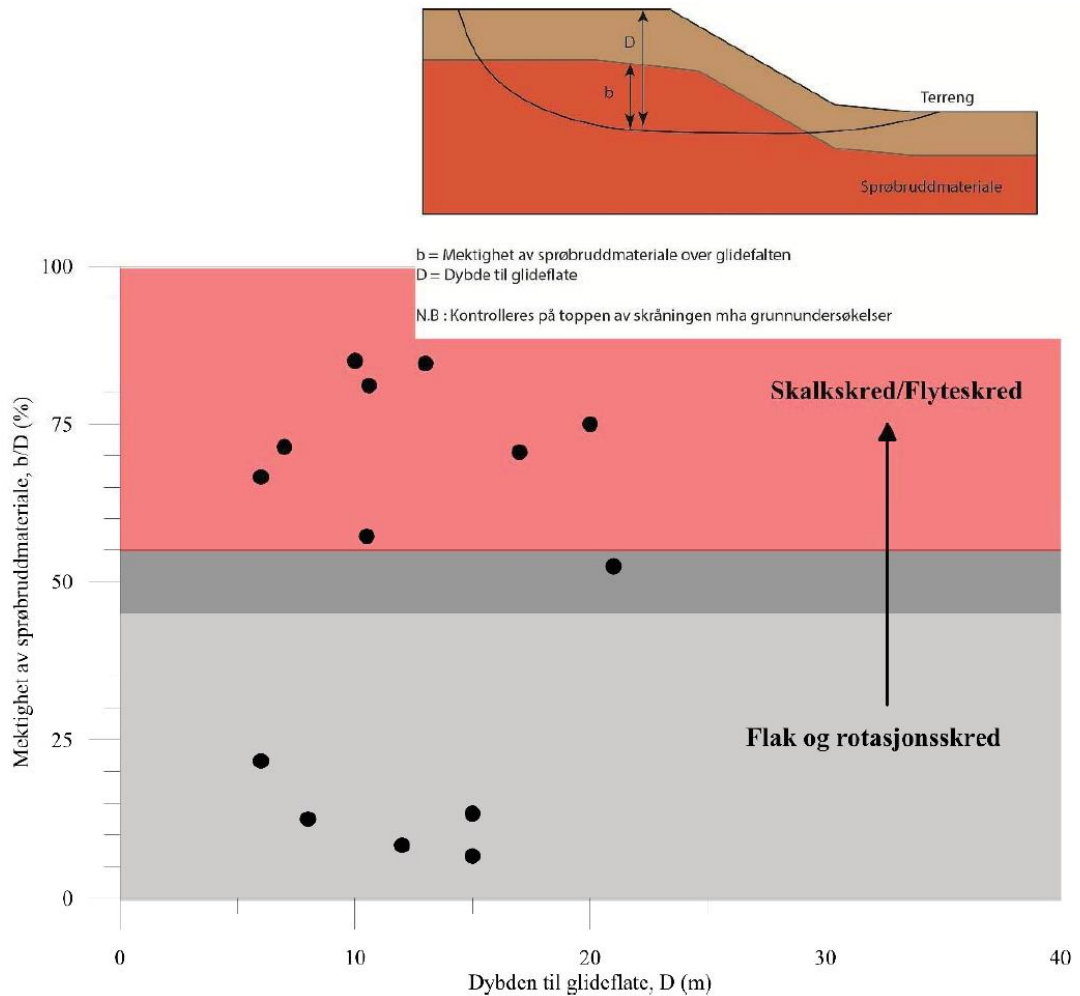 D
b
Terreng
Sprøbruddmateriale
b = Mektighet av sprøbruddmateriale over glidefalten
D = Dybde til glideflate
N.B : Kontrolleres på toppen av skråningen mha grunnundersøkelser
Mektighet av sprøbruddmateriale, b/D (%)
100
75
50
25
0
Skalkskred/Flyteskred
Flak og rotasjonsskred
0
10
20
30
40
Dybden til glideflate, D (m)